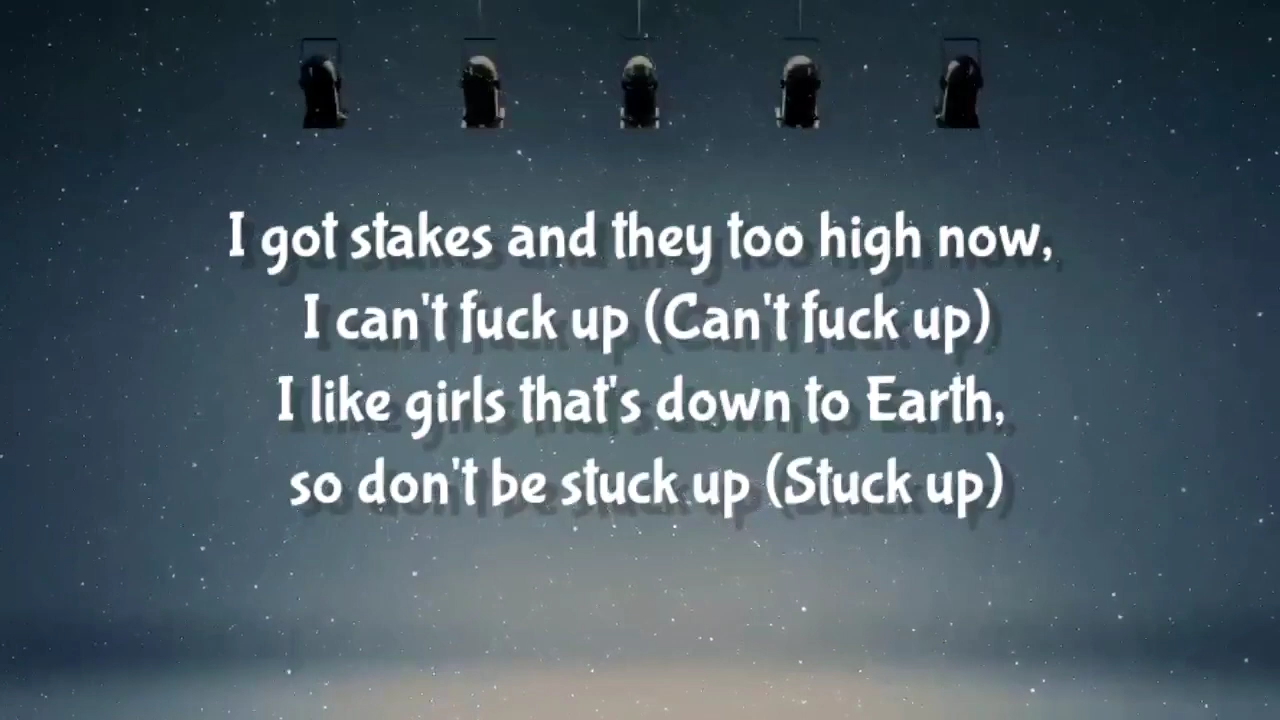 I got stakes and they too high now,
I can't fuck up (Can't fuck up)
I like girls that's down to Earth,
so don't be stuck up (Stuck up)